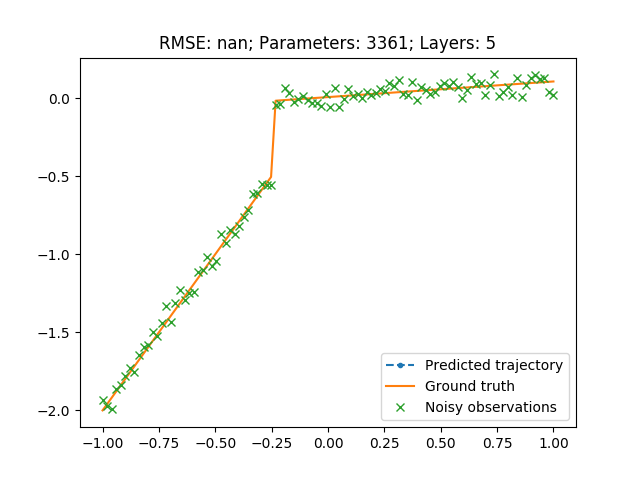 RMSE: nan; Parameters: 3361; Layers: 5
0.0
−0.5
−1.0
−1.5
−2.0
Predicted trajectory
Ground truth
Noisy observations
−1.00 −0.75 −0.50 −0.25 0.00 0.25 0.50 0.75 1.00